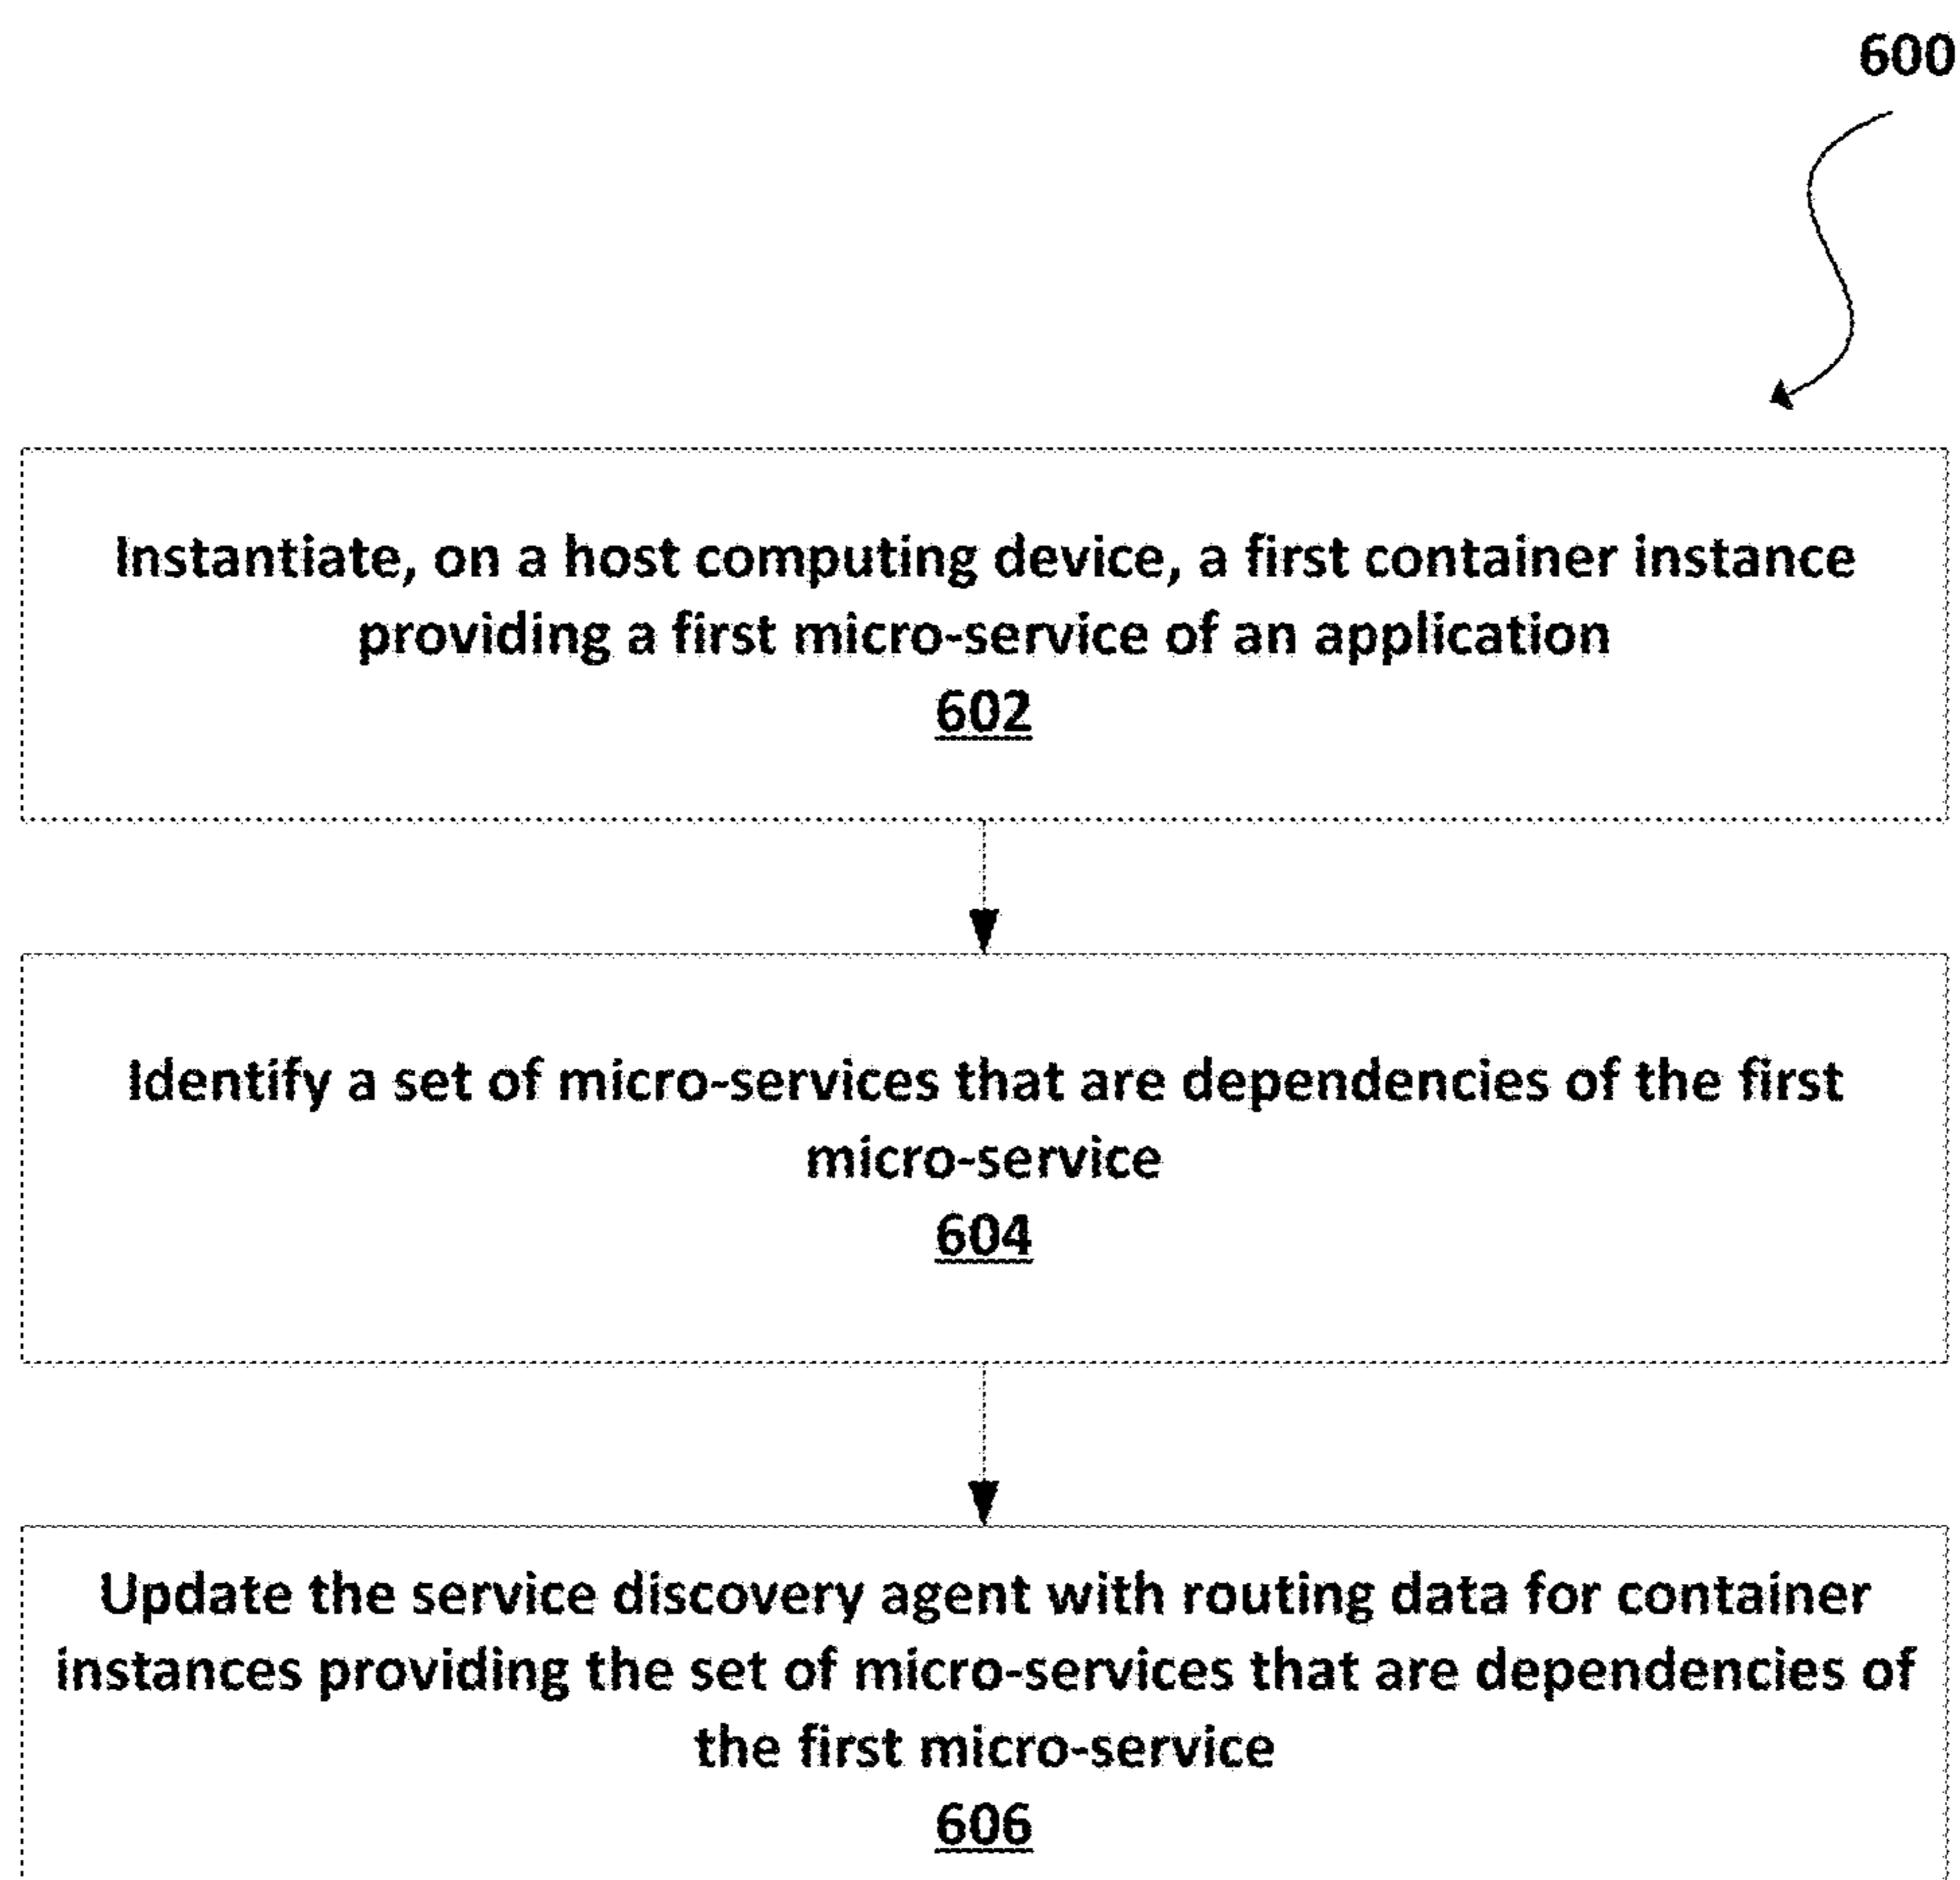 600
Instantiate, on a host computing device, a first container instance
providing a first micro-service of an application
602
Identify a set of micro-services that are dependencies of the first
micro-service
604
Update the service discovery agent with routing data for container
instances providing the set of micro-services that are dependencies of
the first micro-service
606